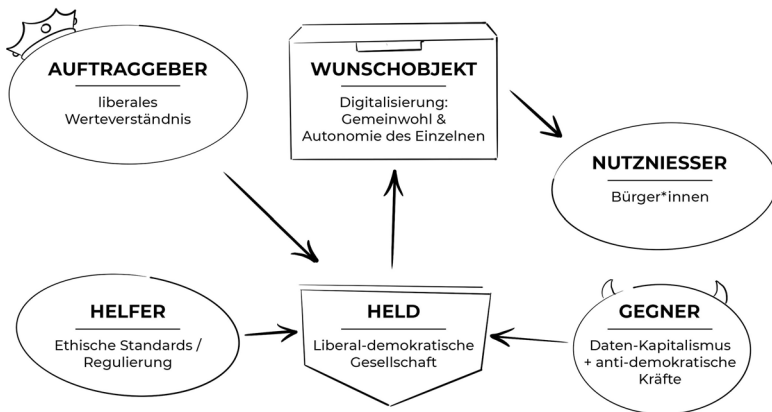 AUFTRAGGEBER
liberales
Werteverständnis
WUNSCHOBJEKT
Digitalisierung:
Gemeinwohl &
Autonomie des Einzelnen
NUTZNIESSER
Bürger*innen
HELFER
Ethische Standards /
Regulierung
HELD
Liberal-demokratische
Gesellschaft
GEGNER
Daten-Kapitalismus
+ anti-demokratische
Kräfte